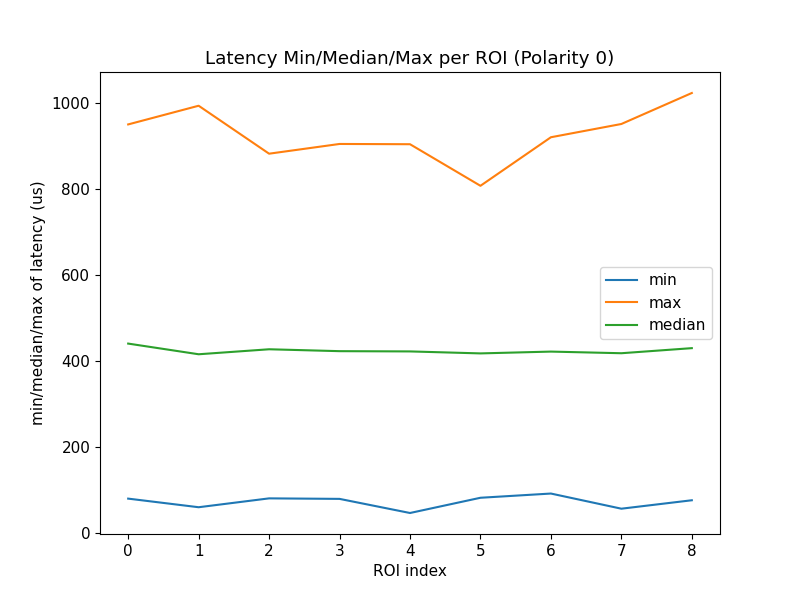 Latency Min/Median/Max per ROI (Polarity 0)
min/median/max of latency (us)
1000
800
600
400
200
0
min
max
median
0 1 2 3 4 5 6 7 8
ROI index